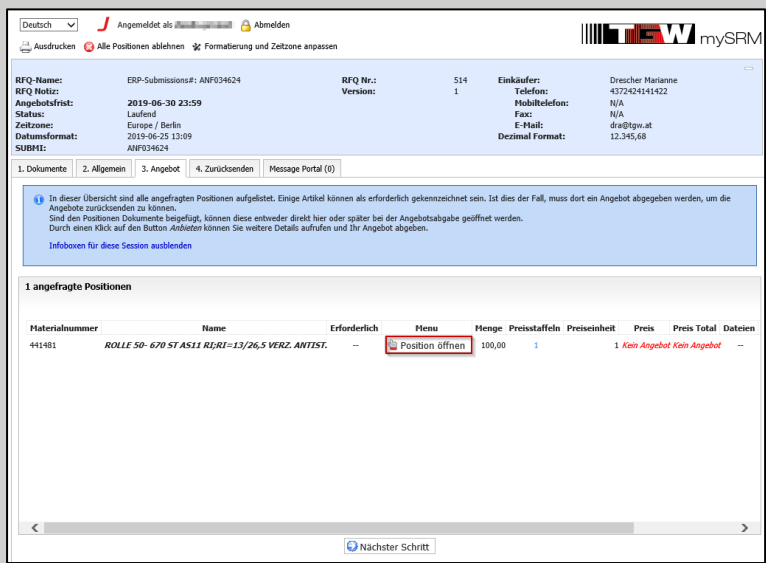 Deutsch Angemeldet als Abmelden
TGW mySRM
Ausdrucken Alle Positionen ablehnen Formatierung und Zeitzone anpassen
RFQ-Name: ERP-Submissions#: ANF034624 RFQ Nr.: 514 Einkäufer: Drescher Marianne
RFQ Notiz: Version: 1 Telefon: 4372424141422
Angebotsfrist: 2019-06-30 23:59 Mobiltelefon: N/A
Status: Laufend Fax: N/A
Zeitzone: Europe / Berlin E-Mail: dra@tgw.at
Datumsformat: 2019-06-25 13:09 Dezimal Format: 12.345,68
SUBMI: ANF034624
1. Dokumente 2. Allgemein 3. Angebot 4. Zurücksenden Message Portal (0)
In dieser Übersicht sind alle angefragten Positionen aufgelistet. Einige Artikel können als erforderlich gekennzeichnet sein. Ist dies der Fall, muss dort ein Angebot abgegeben werden, um die
Angebote zurücksenden zu können.
Sind den Positionen Dokumente beigefügt, können diese entweder direkt hier oder später bei der Angebotsabgabe geöffnet werden.
Durch einen Klick auf den Button Anbieten können Sie weitere Details aufrufen und Ihr Angebot abgeben.
Infoboxen für diese Session ausblenden
1 angefragte Positionen
Materialnummer Name Erforderlich Menu Menge Preisstaffeln Preiseinheit Preis Preis Total Dateien
441481 ROLLE 50- 670 ST AS11 RI;RI=13/26,5 VERZ. ANTIST. -- Position öffnen 100,00 1 1 Kein Angebot Kein Angebot --
Nächster Schritt